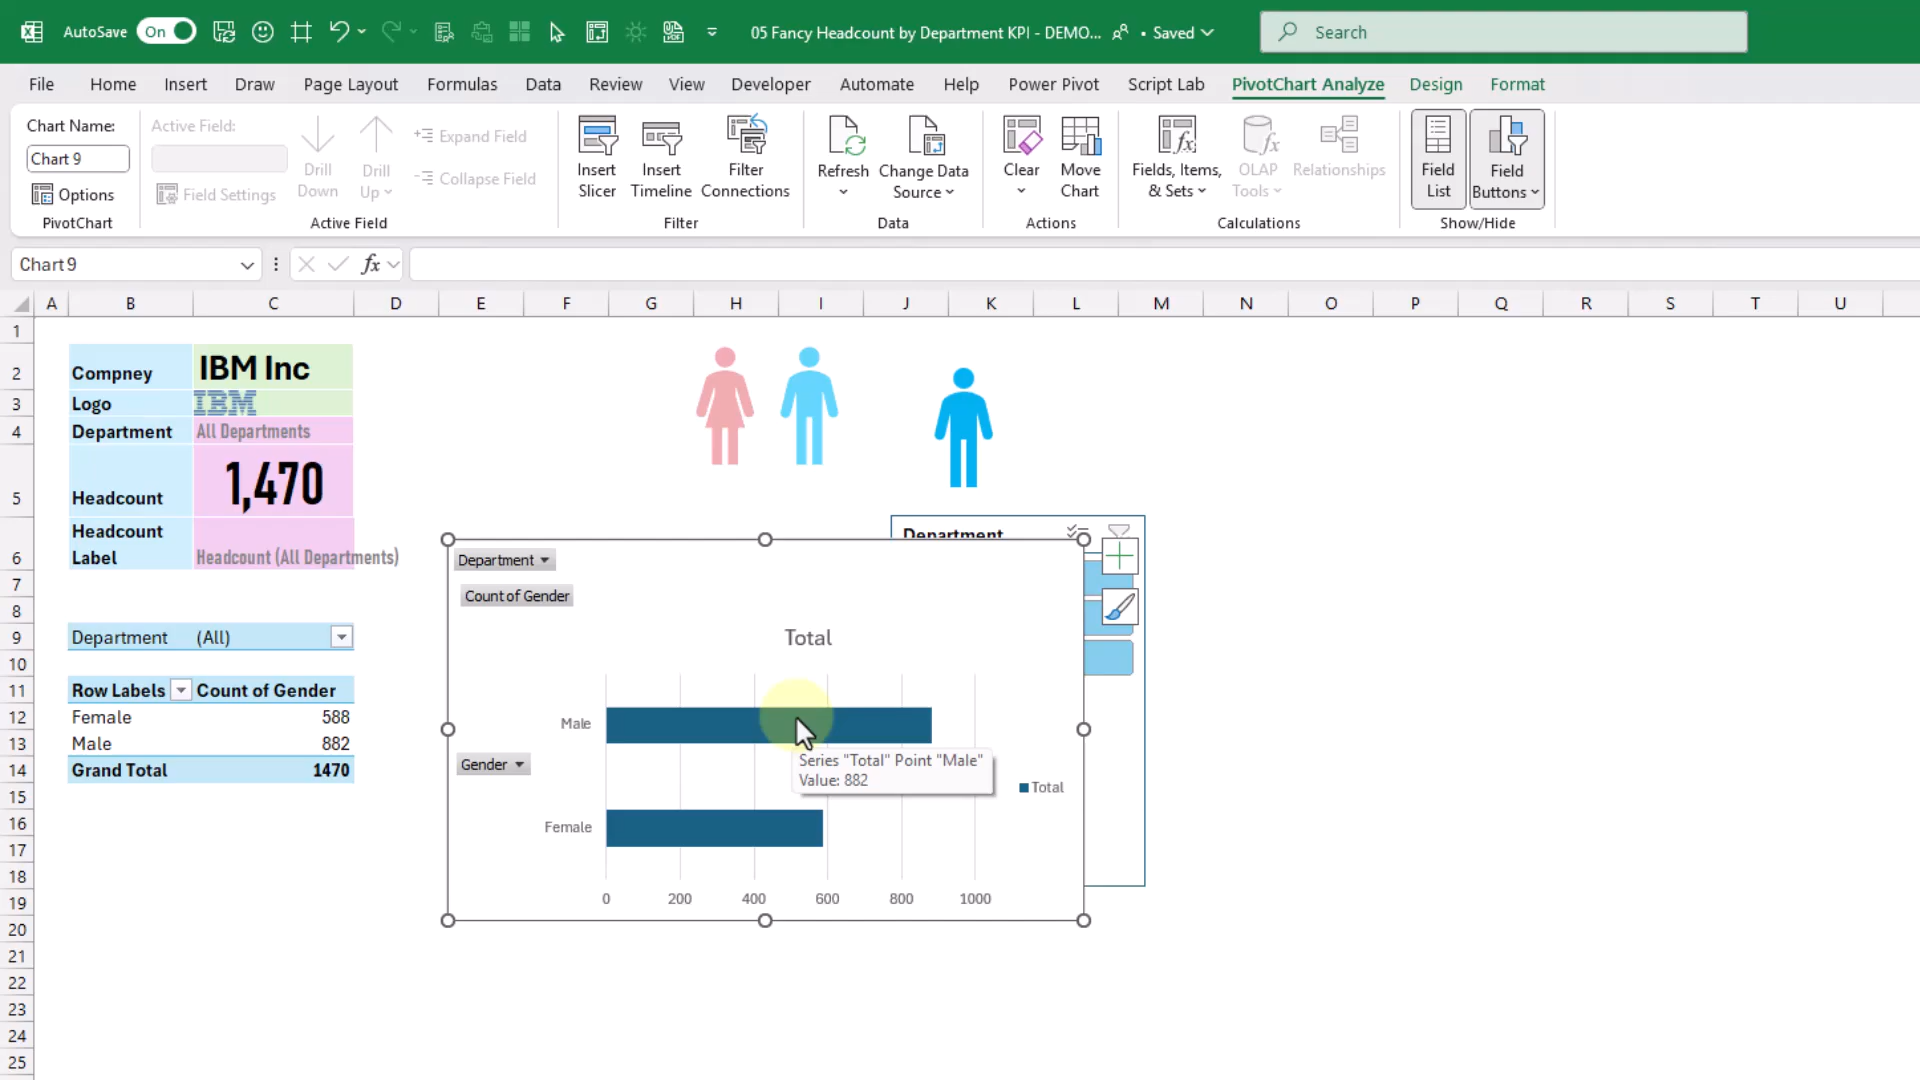 AutoSave On 05 Fancy Headcount by Department KPI - DEMO... • Saved Search
File Home Insert Draw Page Layout Formulas Data Review View Developer Automate Help Power Pivot Script Lab PivotChart Analyze Design Format
Chart Name:
Chart 9
Options
PivotChart
Active Field:
Field Settings
Drill Down
Drill Up
Expand Field
Collapse Field
Active Field
Insert Slicer
Insert Timeline
Filter Connections
Filter
Refresh
Change Data Source
Data
Clear
Move Chart
Actions
Fields, Items, & Sets
OLAP Tools
Relationships
Calculations
Field List
Field Buttons
Show/Hide
Chart 9
fx
A B C D E F G H I J K L M N O P Q R S T U
1
2 Compney IBM Inc
3 Logo IBM
4 Department All Departments
5 Headcount 1,470
6 Headcount Label Headcount (All Departments)
7
8
9 Department (All)
10
11 Row Labels Count of Gender
12 Female 588
13 Male 882
14 Grand Total 1470
15
16
17
18
19
20
21
22
23
24
25
Department
Department
Count of Gender
Total
Male
Series "Total" Point "Male"
Value: 882
Gender
Total
Female
0 200 400 600 800 1000